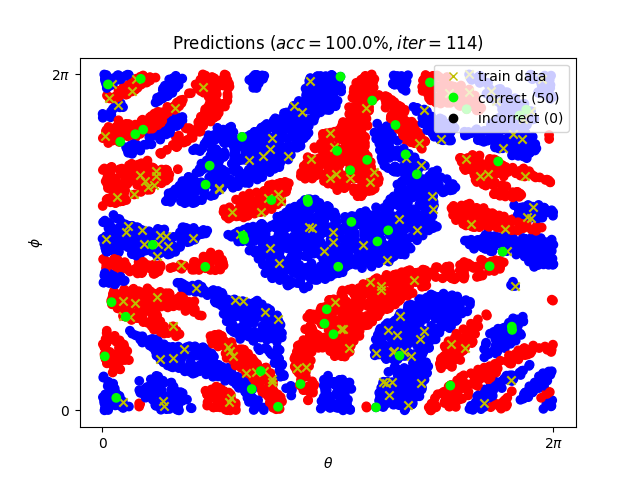 Predictions (acc = 100.0%, iter = 114)
train data
correct (50)
incorrect (0)
2π
ϕ
0
0
2π
θ